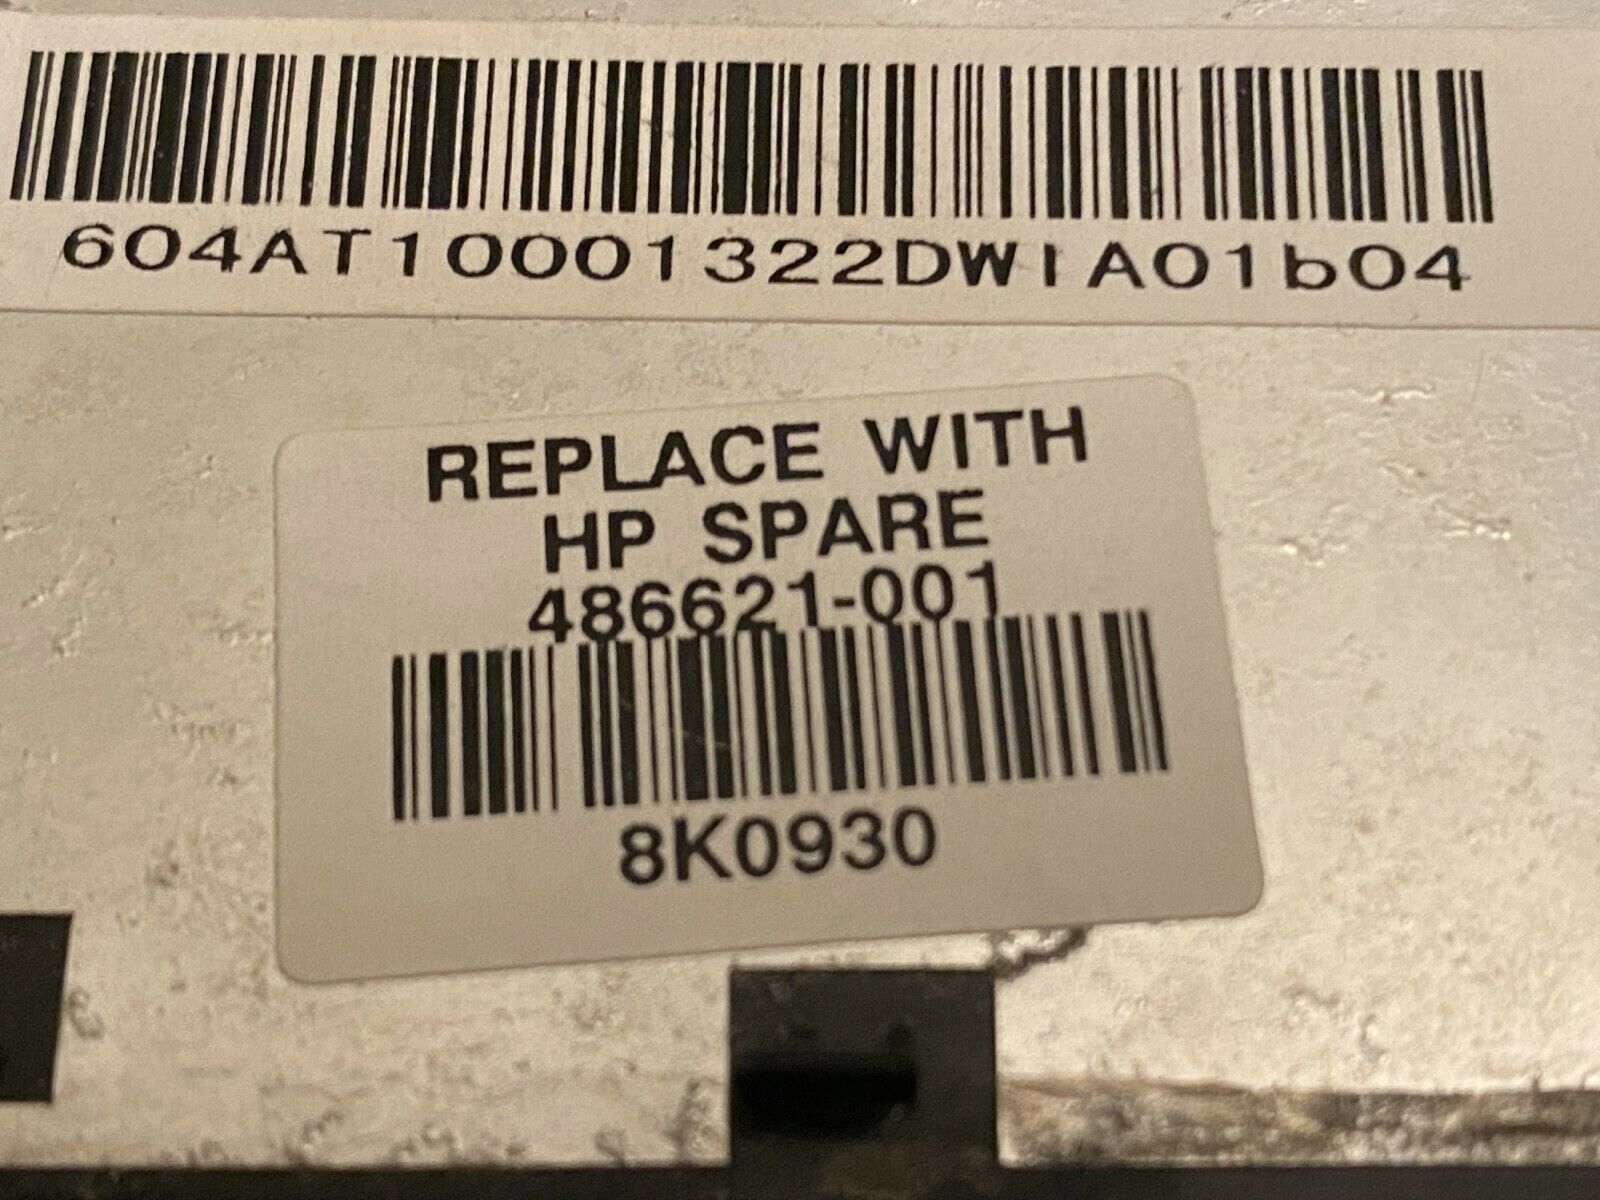 604AT10001322DWIA01b04
REPLACE WITH
HP SPARE
486621-001
8K0930